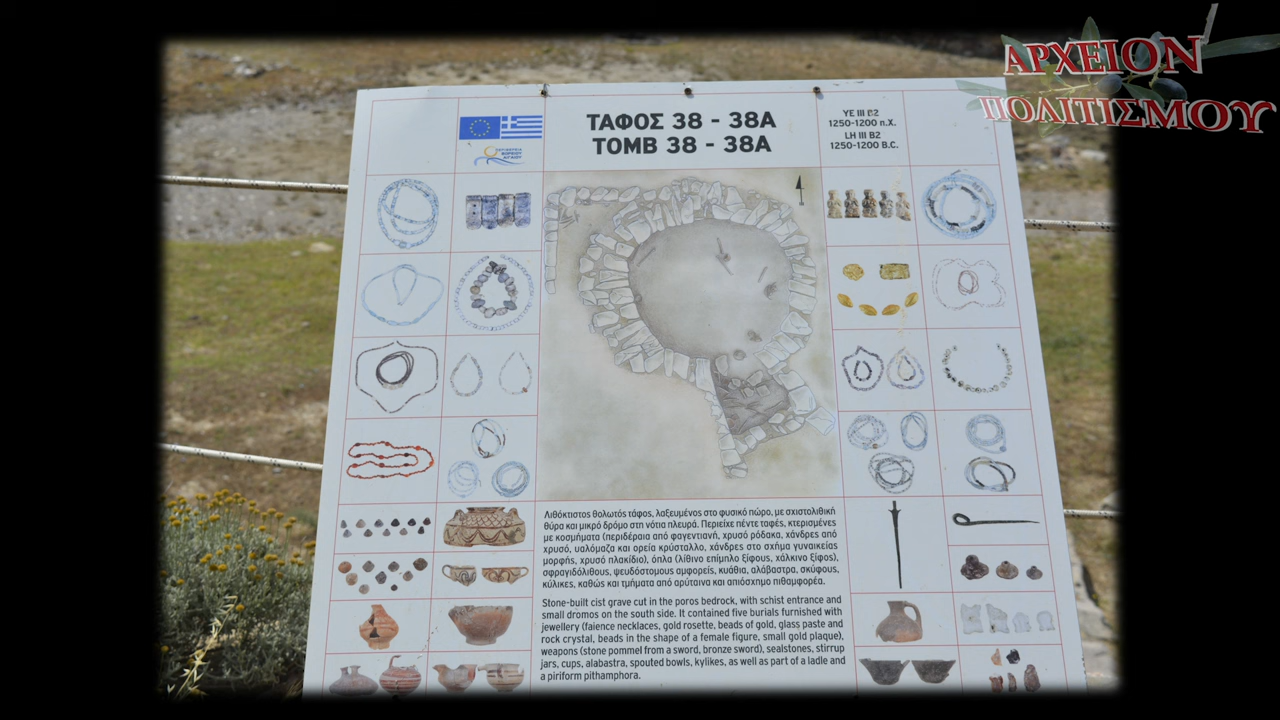 ΑΡΧΕΙΟΝ
ΠΟΛΙΤΙΣΜΟΥ
ΤΑΦΟΣ 38 - 38Α
TOMB 38 - 38A
ΥΕ ΙΙΙ Β2
1250-1200 π.Χ.
LH III B2
1250-1200 B.C.
Λιθόκτιστος θολωτός τάφος, λαξευμένος στο φυσικό πώρο, με σχιστολιθική
θύρα και μικρό δρόμο στη νότια πλευρά. Περιείχε πέντε ταφές, κτερισμένες
με κοσμήματα (περιδέραια από φαγεντιανή, χρυσό ρόδακα, χάνδρες από
χρυσό, υαλόμαζα και ορεία κρύσταλλο, χάνδρες στο σχήμα γυναικείας
μορφής, χρυσό πλακίδιο), όπλα (λίθινο επίμηλο ξίφους, χάλκινο ξίφος),
σφραγιδόλιθους, ψευδόστομους αμφορείς, κυάθια, αλάβαστρα, σκύφους,
κύλικες, καθώς και τμήματα από αρύταινα και απιόσχημο πιθαμφορέα.
Stone-built cist grave cut in the poros bedrock, with schist entrance and
small dromos on the south side. It contained five burials furnished with
jewellery (faience necklaces, gold rosette, beads of gold, glass paste and
rock crystal, beads in the shape of a female figure, small gold plaque),
weapons (stone pommel from a sword, bronze sword), sealstones, stirrup
jars, cups, alabastra, spouted bowls, kylikes, as well as part of a ladle and
a piriform pithamphora.